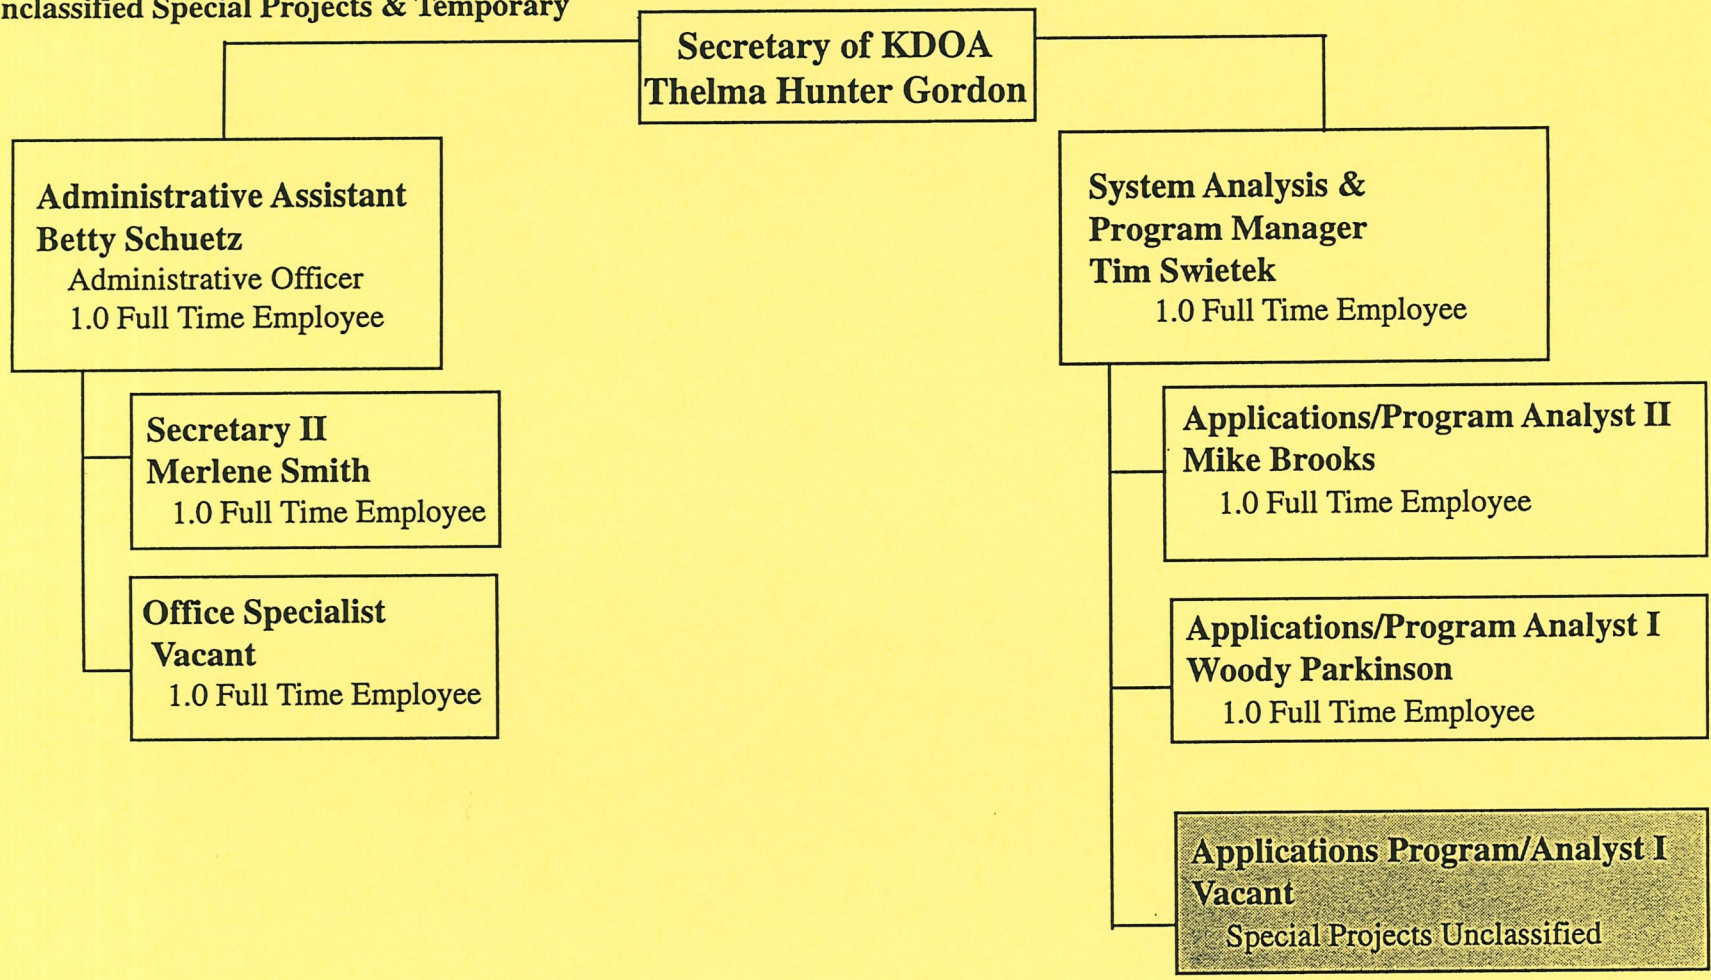 nclassified Special Projects & Temporary
Secretary of KDOA
Thelma Hunter Gordon
Administrative Assistant
Betty Schuetz
Administrative Officer
1.0 Full Time Employee
Secretary II
Merlene Smith
1.0 Full Time Employee
Office Specialist
Vacant
1.0 Full Time Employee
System Analysis &
Program Manager
Tim Swietek
1.0 Full Time Employee
Applications/Program Analyst II
Mike Brooks
1.0 Full Time Employee
Applications/Program Analyst I
Woody Parkinson
1.0 Full Time Employee
Applications Program/Analyst I
Vacant
Special Projects Unclassified